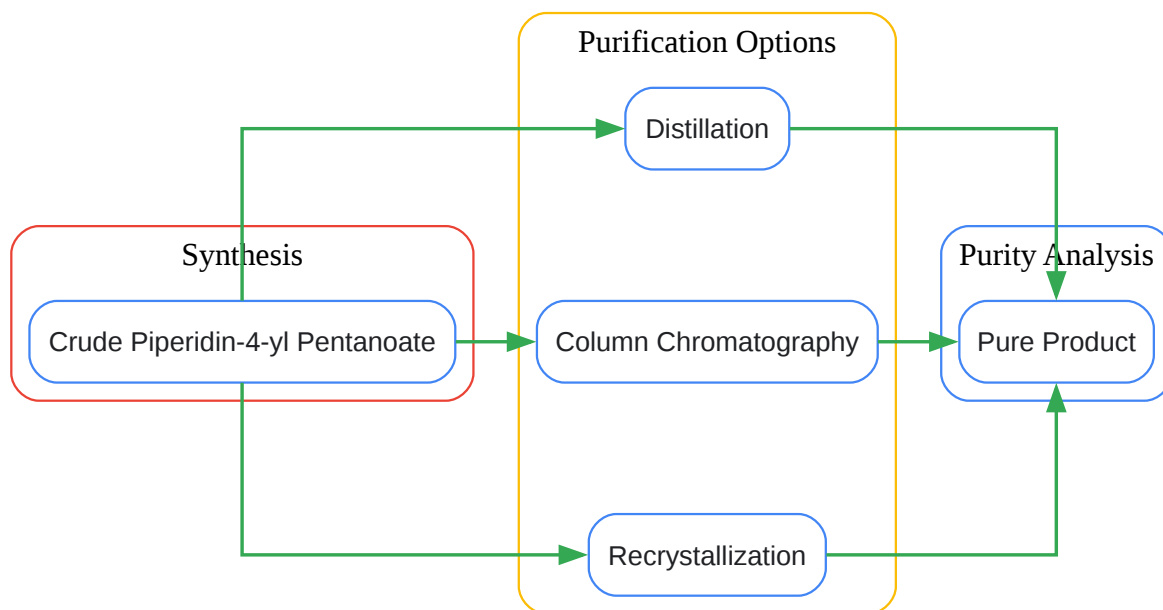 Purification Options
Distillation
Synthesis
Purity Analysis
Crude Piperidin-4-yl Pentanoate
Column Chromatography
Pure Product
Recrystallization